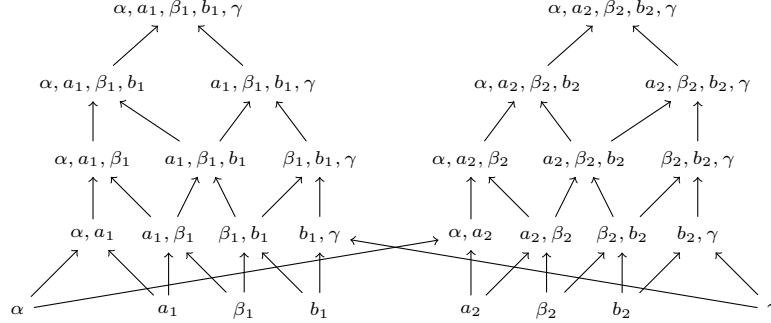 α, a₁, β₁, b₁, γ α, a₂, β₂, b₂, γ
α, a₁, β₁, b₁ a₁, β₁, b₁, γ α, a₂, β₂, b₂ a₂, β₂, b₂, γ
α, a₁, β₁ a₁, β₁, b₁ β₁, b₁, γ α, a₂, β₂ a₂, β₂, b₂ β₂, b₂, γ
α, a₁ a₁, β₁ β₁, b₁ b₁, γ α, a₂ a₂, β₂ β₂, b₂ b₂, γ
α a₁ β₁ b₁ a₂ β₂ b₂ γ